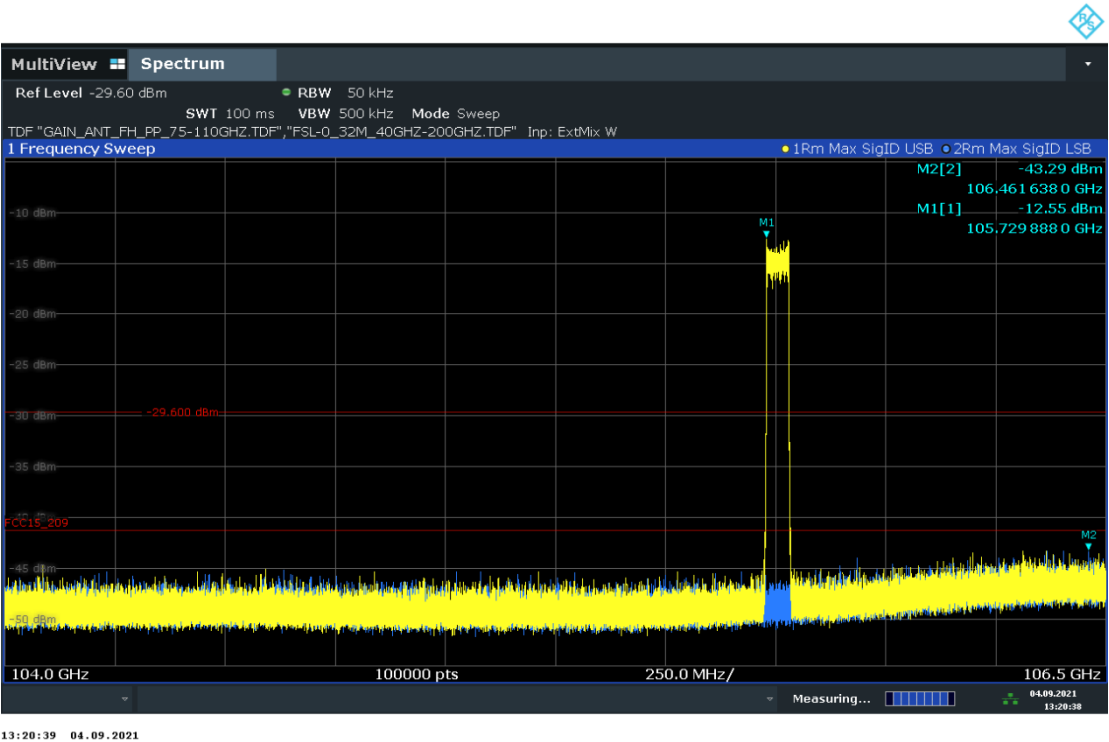 R S
MultiView Spectrum
Ref Level -29.60 dBm RBW 50 kHz
SWT 100 ms VBW 500 kHz Mode Sweep
TDF "GAIN_ANT_FH_PP_75-110GHZ.TDF","FSL-0_32M_40GHZ-200GHZ.TDF" Inp: ExtMix W
1 Frequency Sweep 1Rm Max SigID USB 2Rm Max SigID LSB
M2[2] -43.29 dBm
106.461 638 0 GHz
M1[1] -12.55 dBm
105.729 888 0 GHz
-10 dBm
M1
-15 dBm
-20 dBm
-25 dBm
-29.600 dBm
-30 dBm
-35 dBm
FCC15_209
M2
-45 dBm
-50 dBm
104.0 GHz 100000 pts 250.0 MHz/ 106.5 GHz
Measuring... 04.09.2021
13:20:38
13:20:39 04.09.2021